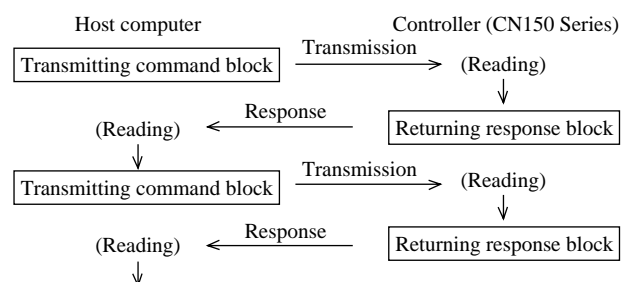 Host computer
Controller (CN150 Series)
Transmitting command block
Transmission
(Reading)
(Reading)
Response
Returning response block
Transmitting command block
Transmission
(Reading)
(Reading)
Response
Returning response block